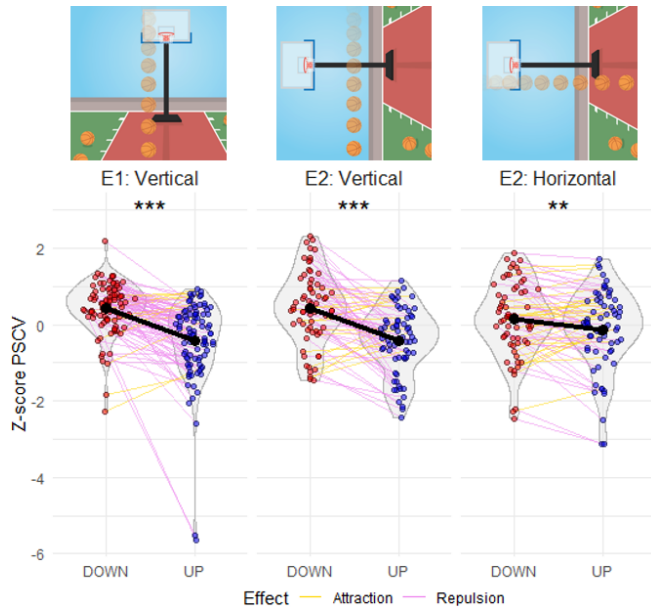 E1: Vertical
E2: Vertical
E2: Horizontal
***
***
**
Z-score PSCV
2
0
-2
-4
-6
DOWN
UP
DOWN
UP
DOWN
UP
Effect
Attraction
Repulsion